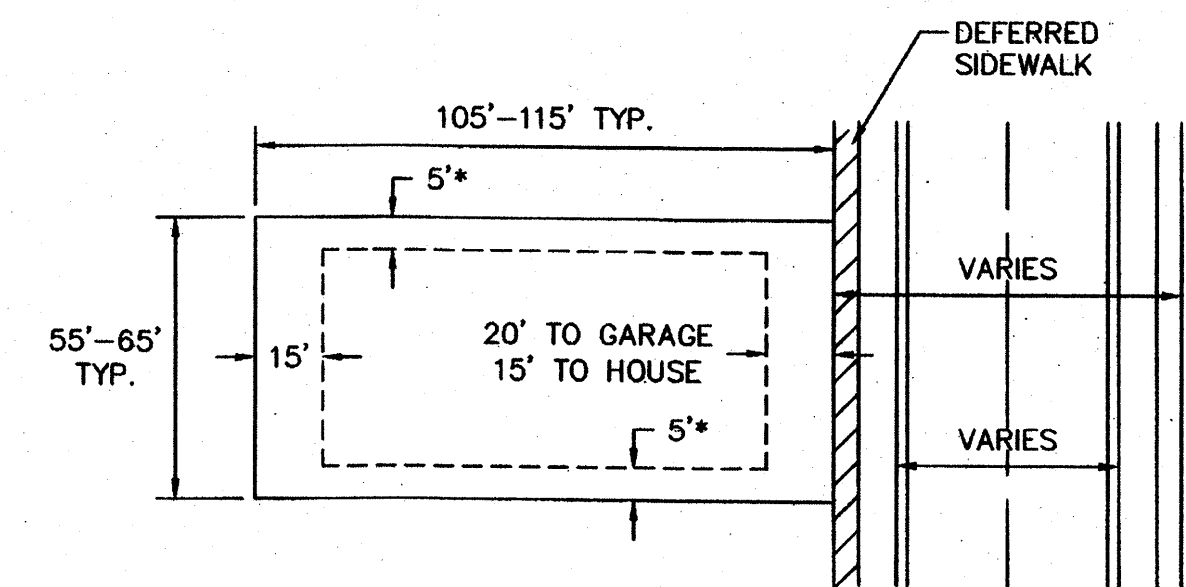 DEFERRED
SIDEWALK
105'-115' TYP.
5'*
VARIES
55'-65'
TYP.
15'
20' TO GARAGE
15' TO HOUSE
5'*
VARIES